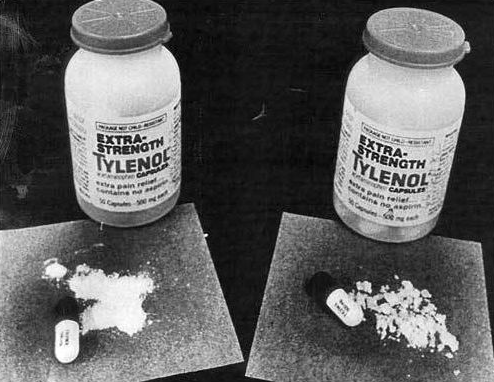 PACKAGE NOT CHILD-RESISTANT
EXTRA-
STRENGTH
TYLENOL
acetaminophen CAPSULES
extra pain relief
contains no aspirin
50 Capsules - 500 mg each
PACKAGE NOT CHILD-RESISTANT
EXTRA-
STRENGTH
TYLENOL
acetaminophen CAPSULES
extra pain relief
contains no aspirin
50 Capsules - 500 mg each